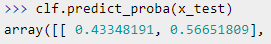 >>> clf.predict_proba(x_test)
array([[ 0.43348191, 0.56651809],